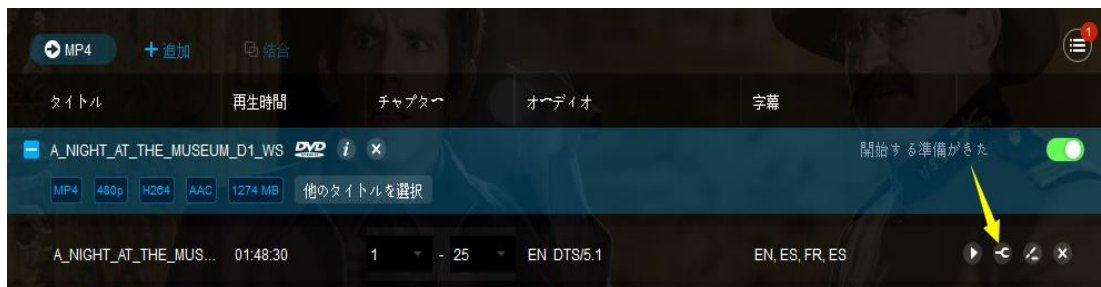 MP4 追加 結合 1
タイトル 再生時間 チャプター オーディオ 字幕
A_NIGHT_AT_THE_MUSEUM_D1_WS DVD i 開始する準備がきた
MP4 480p H264 AAC 1274 MB 他のタイトルを選択
A_NIGHT_AT_THE_MUS... 01:48:30 1 - 25 EN DTS/5.1 EN, ES, FR, ES